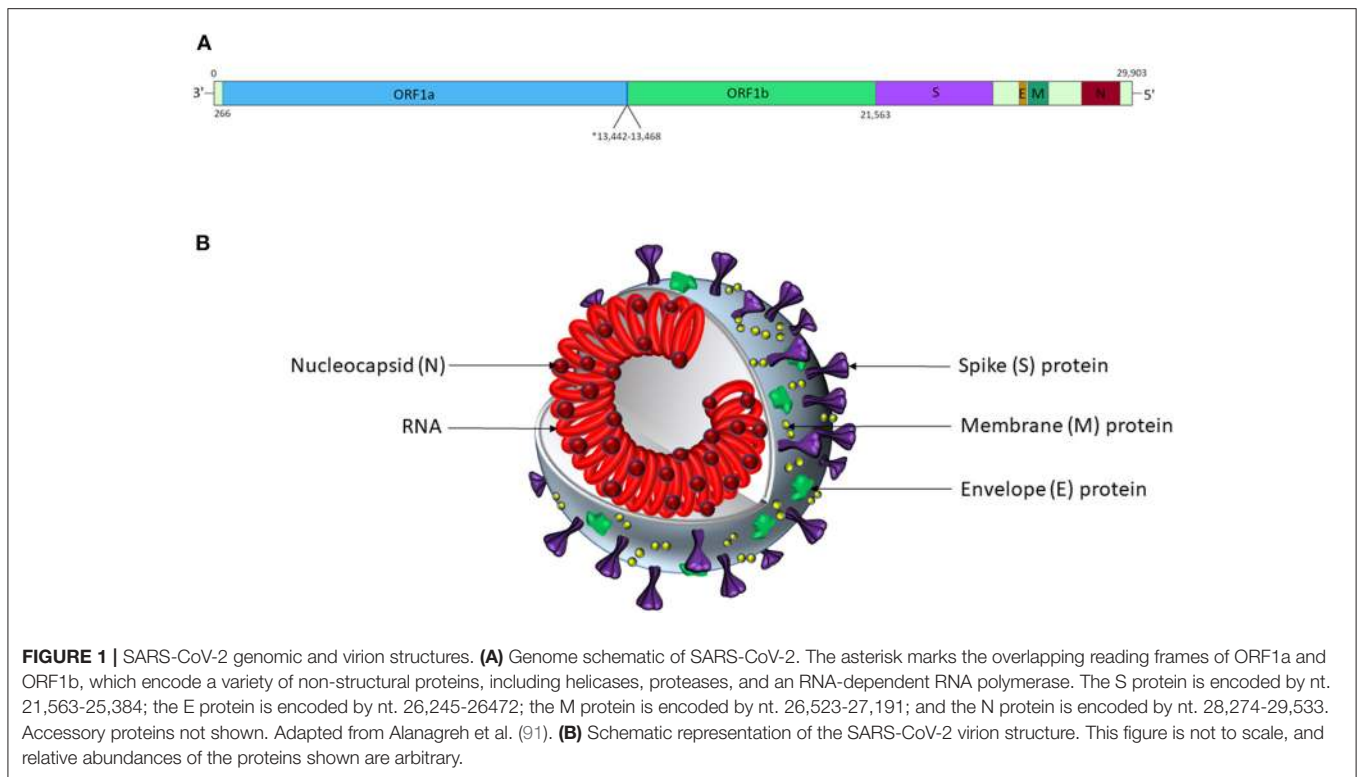 A
0
29,903
3'
ORF1a
ORF1b
S
E
M
N
5'
266
21,563
*13,442-13,468
B
Nucleocapsid (N)
Spike (S) protein
RNA
Membrane (M) protein
Envelope (E) protein
FIGURE 1 | SARS-CoV-2 genomic and virion structures. (A) Genome schematic of SARS-CoV-2. The asterisk marks the overlapping reading frames of ORF1a and
ORF1b, which encode a variety of non-structural proteins, including helicases, proteases, and an RNA-dependent RNA polymerase. The S protein is encoded by nt.
21,563-25,384; the E protein is encoded by nt. 26,245-26472; the M protein is encoded by nt. 26,523-27,191; and the N protein is encoded by nt. 28,274-29,533.
Accessory proteins not shown. Adapted from Alanagreh et al. (91). (B) Schematic representation of the SARS-CoV-2 virion structure. This figure is not to scale, and
relative abundances of the proteins shown are arbitrary.